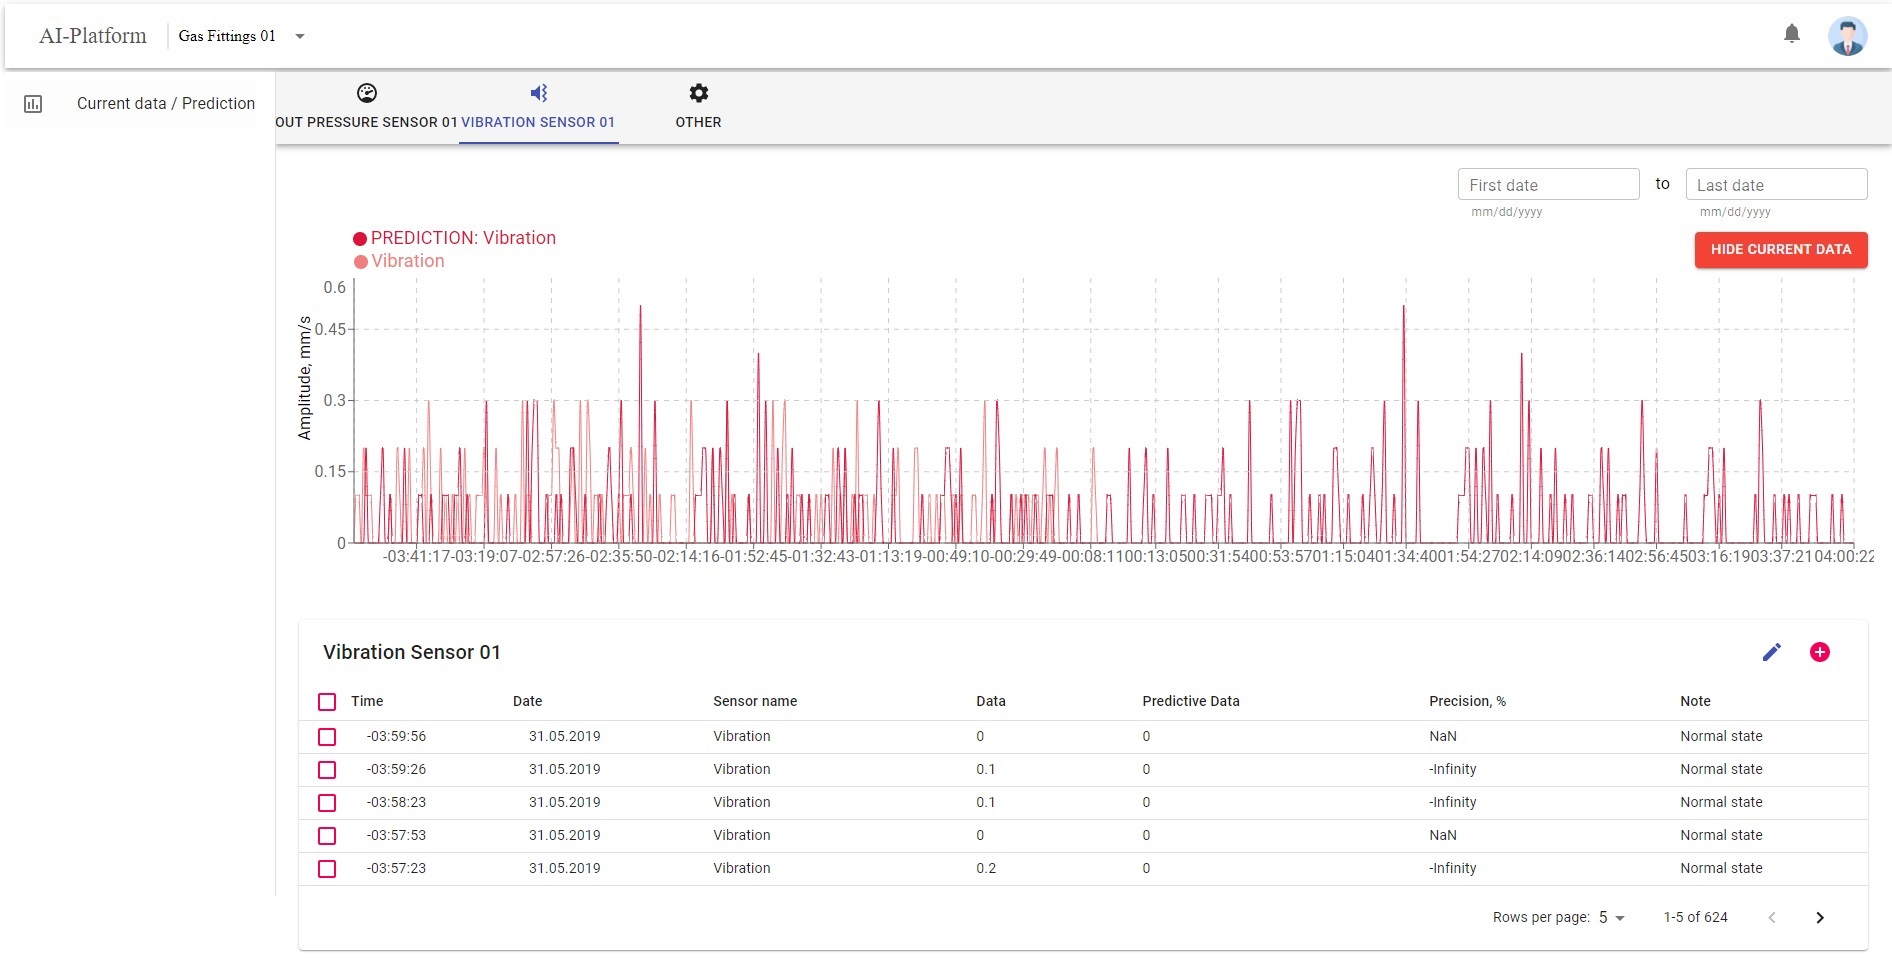 AI-Platform
Gas Fittings 01
Current data / Prediction
OUT PRESSURE SENSOR 01
VIBRATION SENSOR 01
OTHER
First date
to
Last date
mm/dd/yyyy
mm/dd/yyyy
HIDE CURRENT DATA
PREDICTION: Vibration
Vibration
Amplitude, mm/s
0.6
0.45
0.3
0.15
0
-03:41:17-03:19:07-02:57:26-02:35:50-02:14:16-01:52:45-01:32:43-01:13:19-00:49:10-00:29:49-00:08:1100:13:0500:31:5400:53:5701:15:0401:34:4001:54:2702:14:0902:36:1402:56:4503:16:1903:37:2104:00:22
Vibration Sensor 01
Time Date Sensor name Data Predictive Data Precision, % Note
-03:59:56 31.05.2019 Vibration 0 0 NaN Normal state
-03:59:26 31.05.2019 Vibration 0.1 0 -Infinity Normal state
-03:58:23 31.05.2019 Vibration 0.1 0 -Infinity Normal state
-03:57:53 31.05.2019 Vibration 0 0 NaN Normal state
-03:57:23 31.05.2019 Vibration 0.2 0 -Infinity Normal state
Rows per page: 5 1-5 of 624